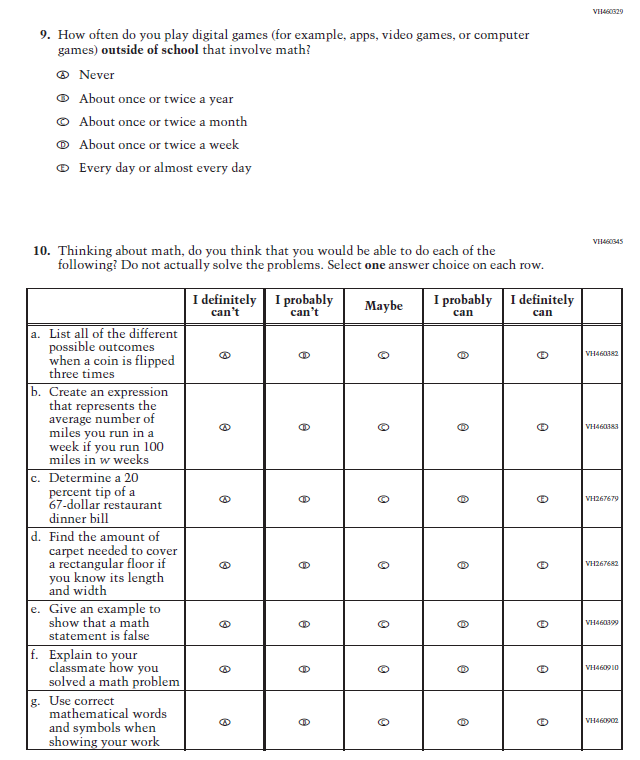 VH460329
9. How often do you play digital games (for example, apps, video games, or computer
games) outside of school that involve math?
Ⓐ Never
Ⓑ About once or twice a year
Ⓒ About once or twice a month
Ⓓ About once or twice a week
Ⓔ Every day or almost every day
VH460345
10. Thinking about math, do you think that you would be able to do each of the
following? Do not actually solve the problems. Select one answer choice on each row.
I definitely can't I probably can't Maybe I probably can I definitely can
a. List all of the different
possible outcomes
when a coin is flipped
three times
Ⓐ Ⓑ Ⓒ Ⓓ Ⓔ VH460382
b. Create an expression
that represents the
average number of
miles you run in a
week if you run 100
miles in w weeks
Ⓐ Ⓑ Ⓒ Ⓓ Ⓔ VH460383
c. Determine a 20
percent tip of a
67-dollar restaurant
dinner bill
Ⓐ Ⓑ Ⓒ Ⓓ Ⓔ VH267679
d. Find the amount of
carpet needed to cover
a rectangular floor if
you know its length
and width
Ⓐ Ⓑ Ⓒ Ⓓ Ⓔ VH267682
e. Give an example to
show that a math
statement is false
Ⓐ Ⓑ Ⓒ Ⓓ Ⓔ VH460399
f. Explain to your
classmate how you
solved a math problem
Ⓐ Ⓑ Ⓒ Ⓓ Ⓔ VH460910
g. Use correct
mathematical words
and symbols when
showing your work
Ⓐ Ⓑ Ⓒ Ⓓ Ⓔ VH460902